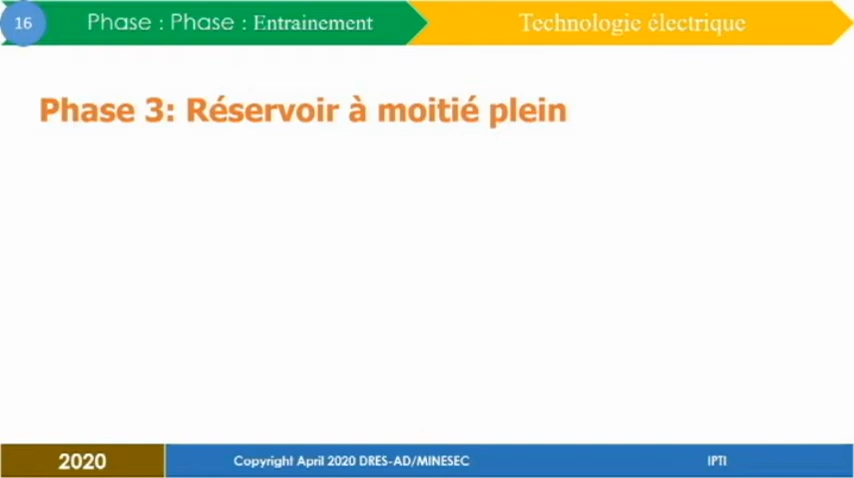 16
Phase : Phase : Entrainement
Technologie électrique
Phase 3: Réservoir à moitié plein
2020
Copyright April 2020 DRES-AD/MINESEC
IPTI